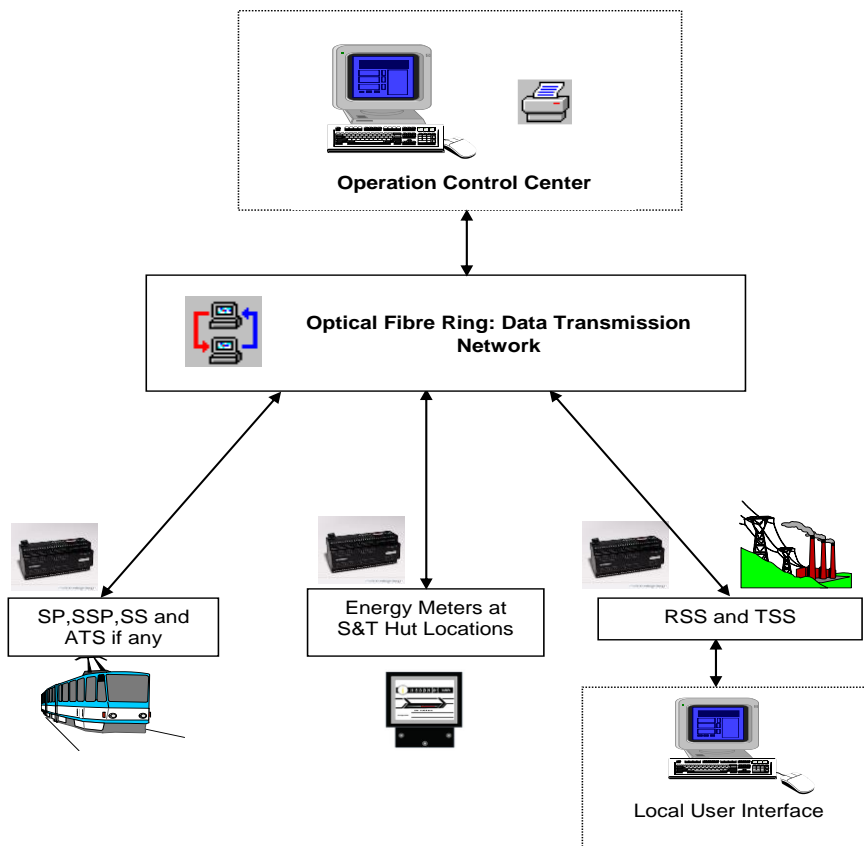 Operation Control Center
Optical Fibre Ring: Data Transmission
Network
SP,SSP,SS and
ATS if any
Energy Meters at
S&T Hut Locations
RSS and TSS
Local User Interface